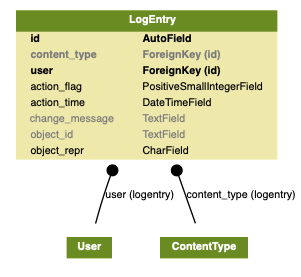 LogEntry
id AutoField
content_type ForeignKey (id)
user ForeignKey (id)
action_flag PositiveSmallIntegerField
action_time DateTimeField
change_message TextField
object_id TextField
object_repr CharField
user (logentry) content_type (logentry)
User ContentType